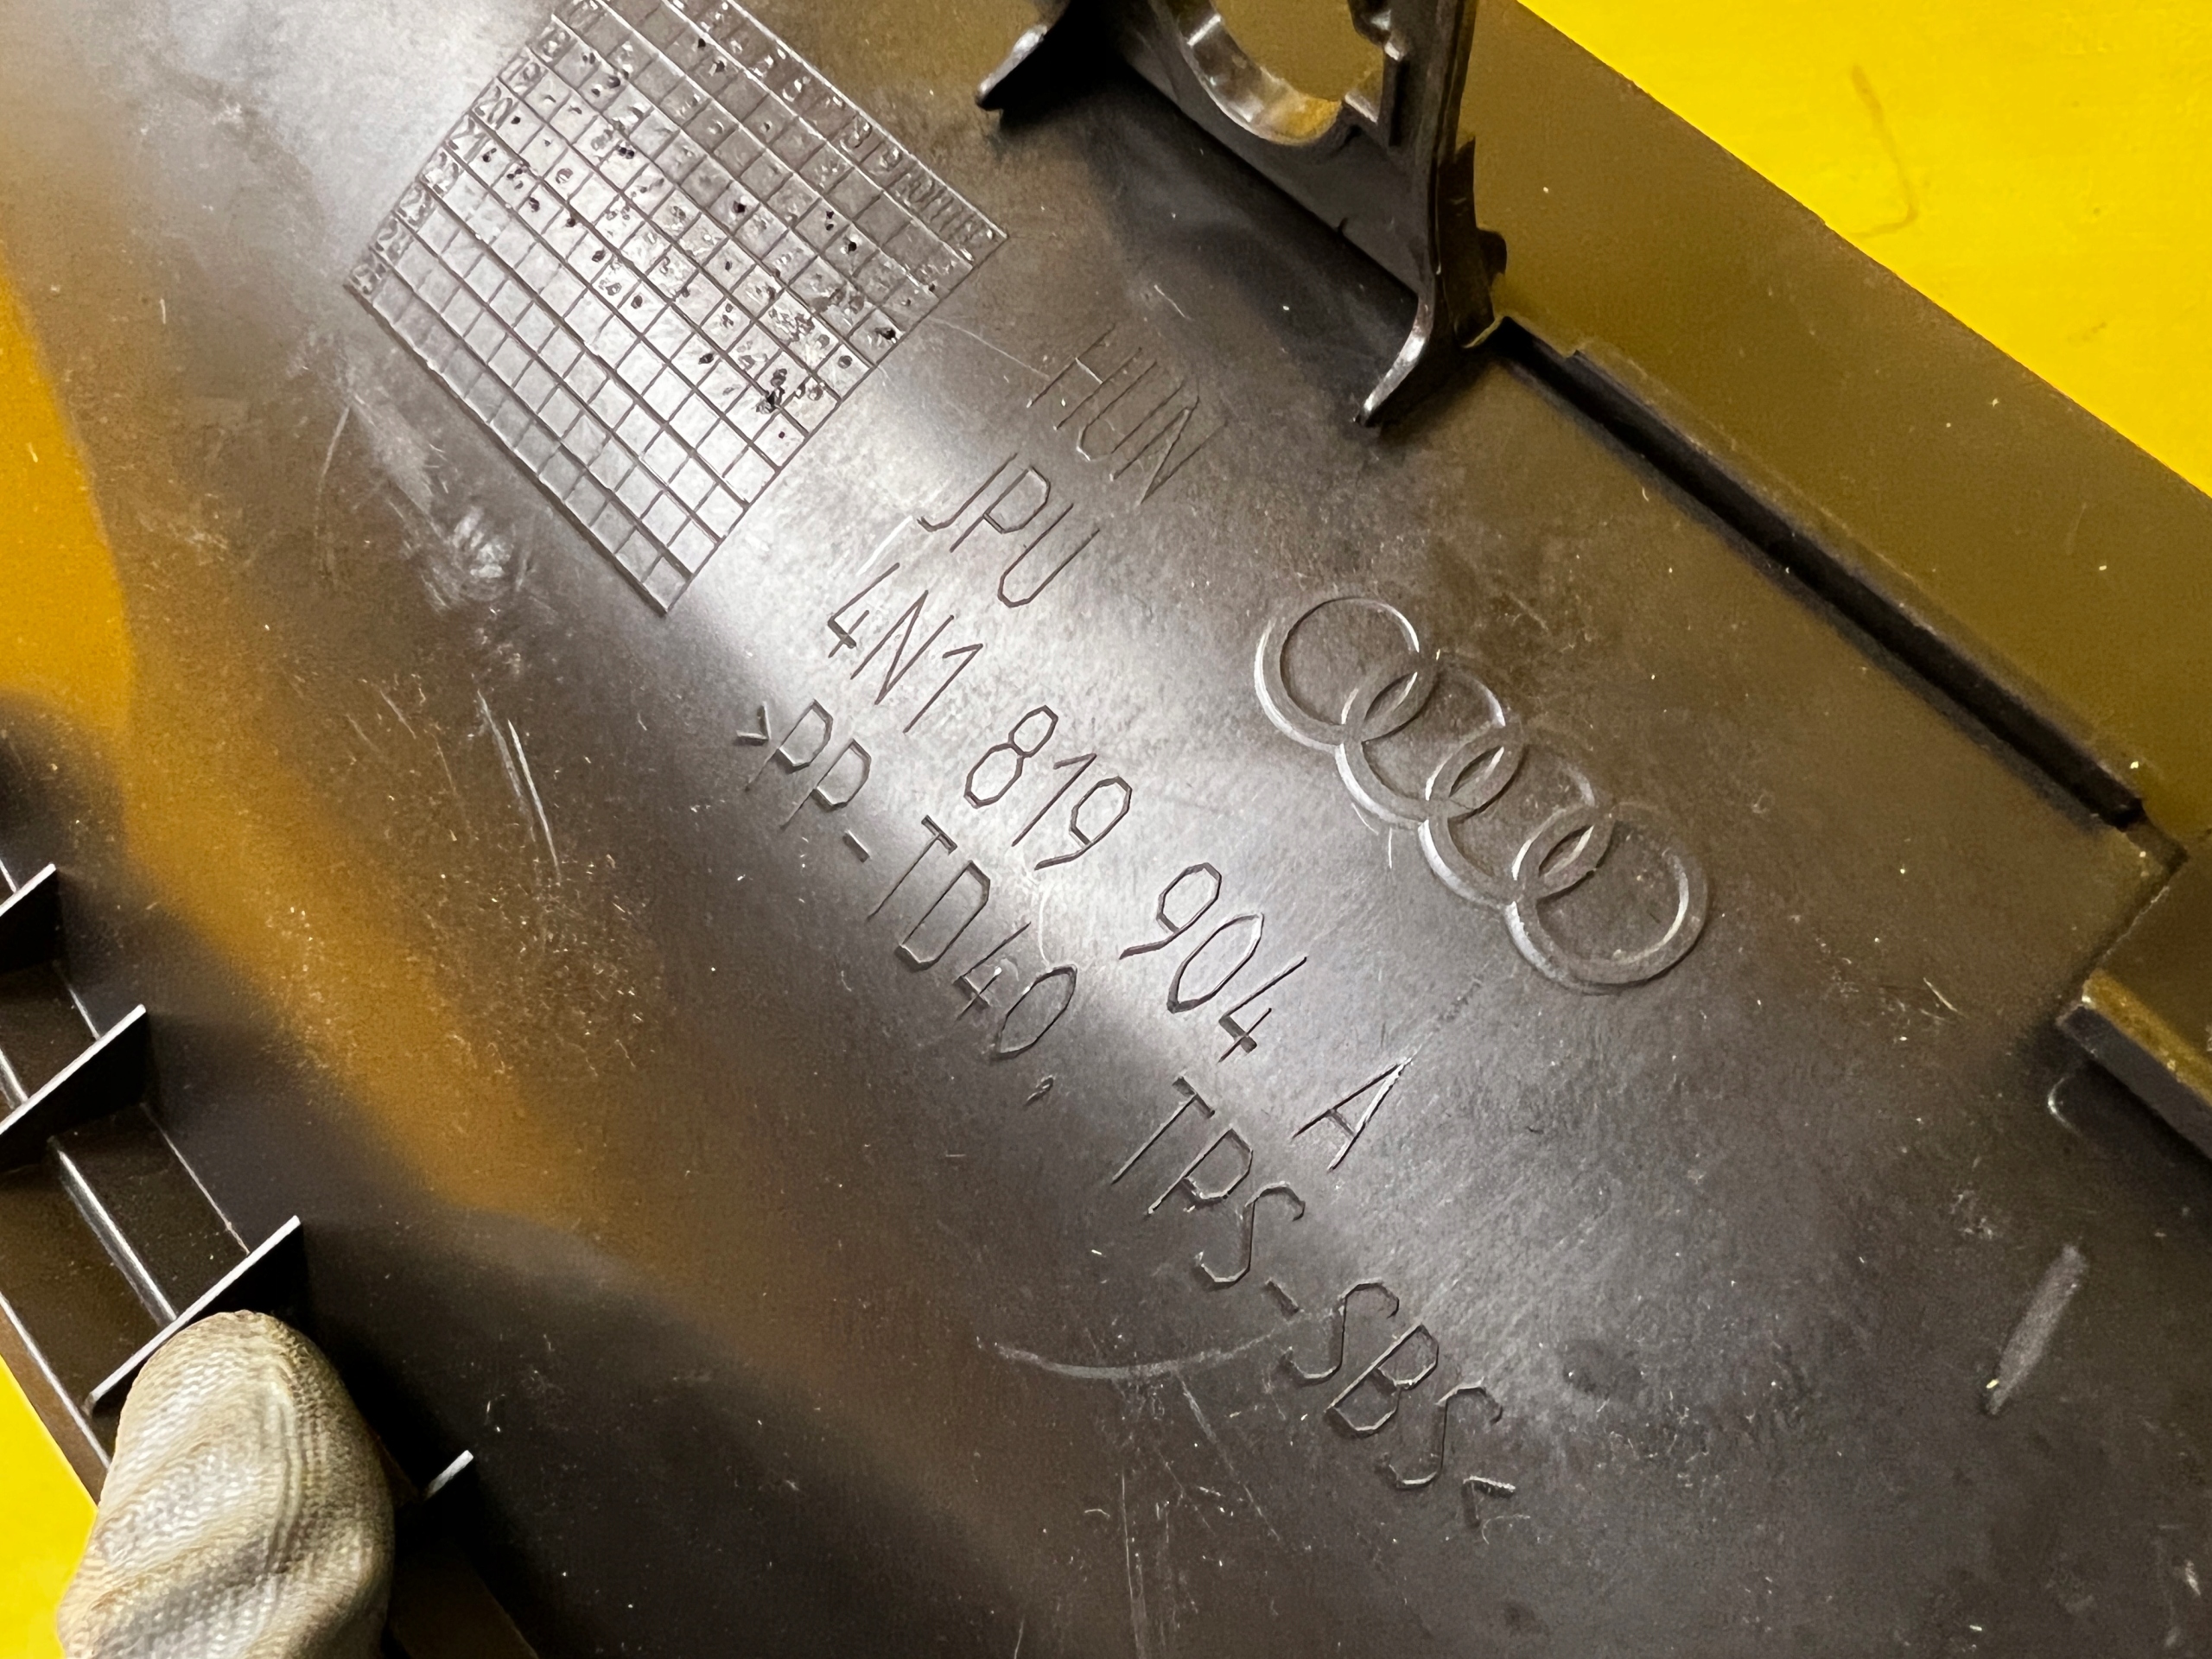 HUN
JPU
4N1 819 904 A
>PP-TD40, TPS-SBS<